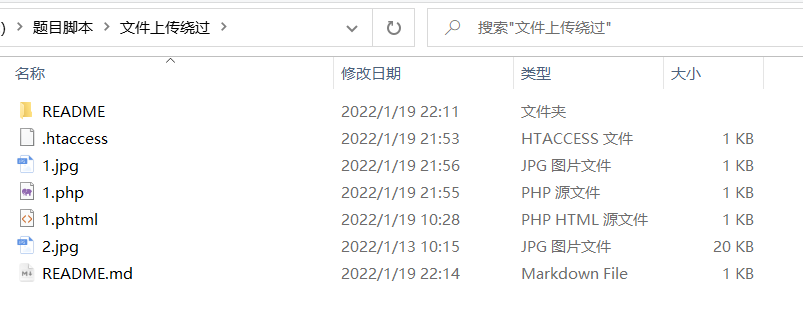 ) › 题目脚本 › 文件上传绕过 ›
搜索"文件上传绕过"
名称 修改日期 类型 大小
README 2022/1/19 22:11 文件夹
.htaccess 2022/1/19 21:53 HTACCESS 文件 1 KB
1.jpg 2022/1/19 21:56 JPG 图片文件 1 KB
1.php 2022/1/19 21:55 PHP 源文件 1 KB
1.phtml 2022/1/19 10:28 PHP HTML 源文件 1 KB
2.jpg 2022/1/13 10:15 JPG 图片文件 20 KB
README.md 2022/1/19 22:14 Markdown File 1 KB